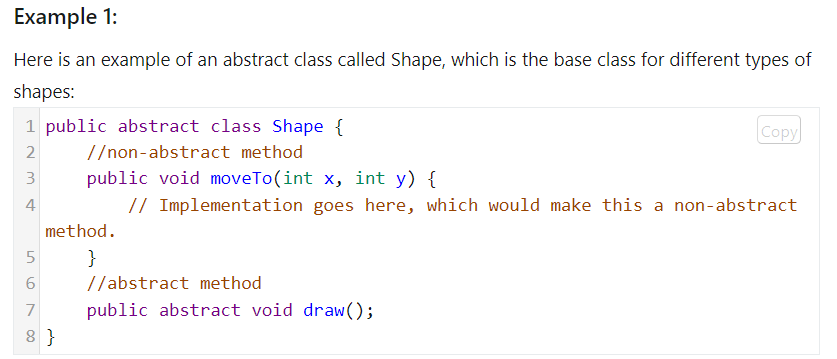 Example 1:
Here is an example of an abstract class called Shape, which is the base class for different types of
shapes:
Copy
1 public abstract class Shape {
2     //non-abstract method
3     public void moveTo(int x, int y) {
4         // Implementation goes here, which would make this a non-abstract
method.
5     }
6     //abstract method
7     public abstract void draw();
8 }